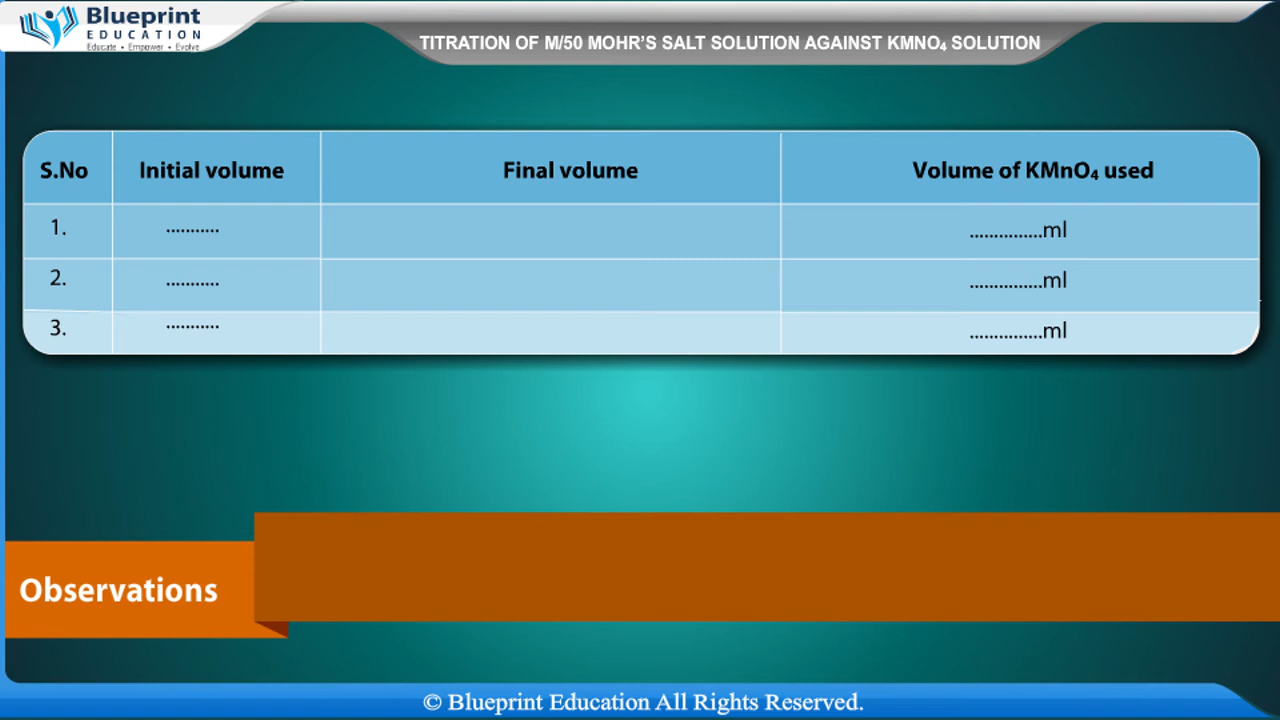 Blueprint
EDUCATION
Educate • Empower • Evolve
TITRATION OF M/50 MOHR'S SALT SOLUTION AGAINST KMNO₄ SOLUTION
S.No Initial volume Final volume Volume of KMnO₄ used
1. ........... ...............ml
2. ........... ...............ml
3. ........... ...............ml
Observations
© Blueprint Education All Rights Reserved.